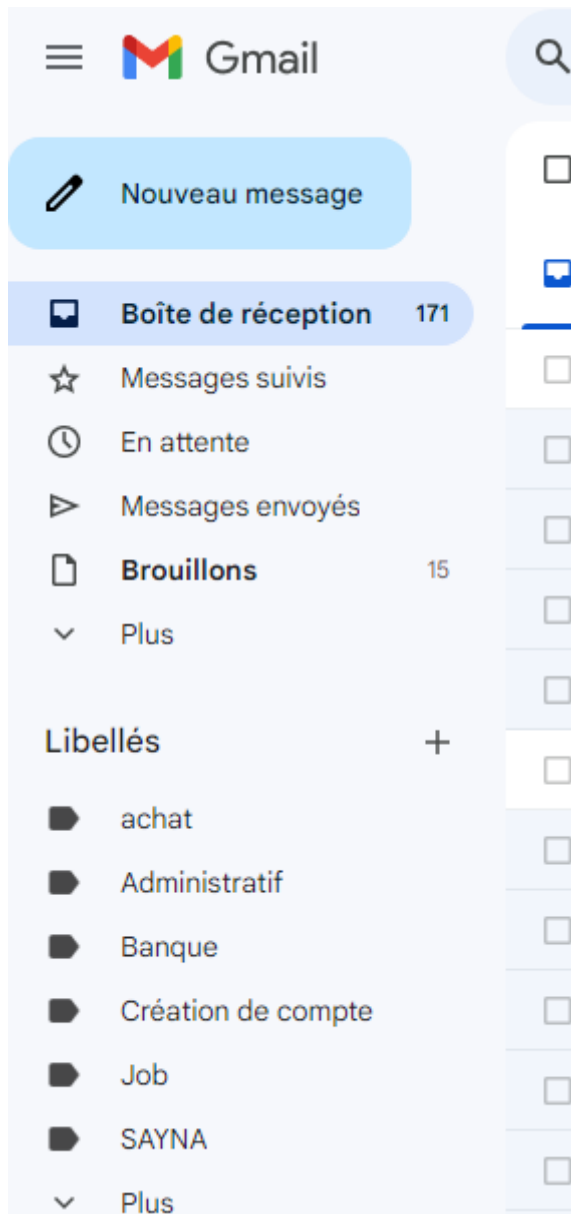 Gmail
Nouveau message
Boîte de réception 171
Messages suivis
En attente
Messages envoyés
Brouillons 15
Plus
Libellés
achat
Administratif
Banque
Création de compte
Job
SAYNA
Plus